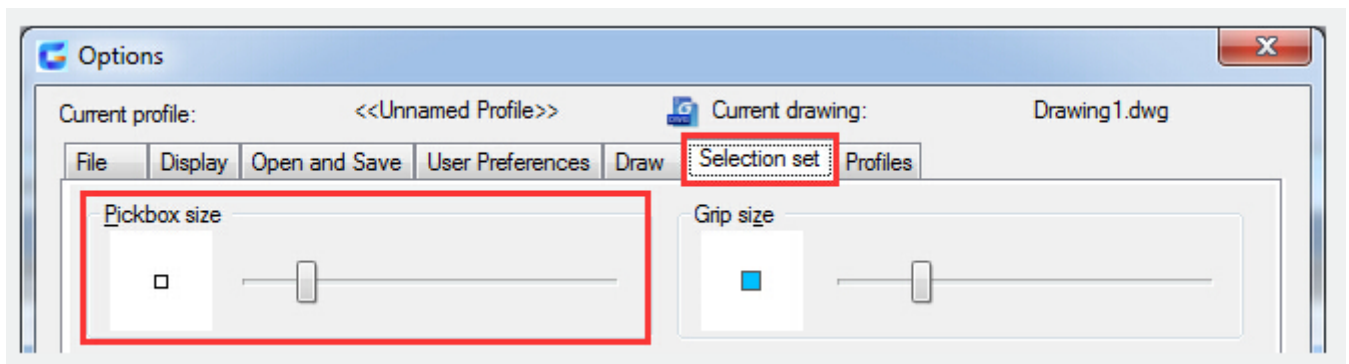 Options
Current profile: <<Unnamed Profile>> Current drawing: Drawing1.dwg
File Display Open and Save User Preferences Draw Selection set Profiles
Pickbox size Grip size